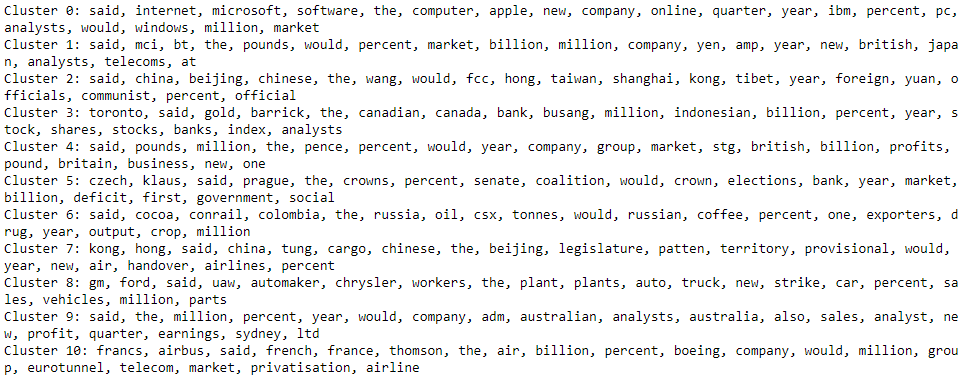 Cluster 0: said, internet, microsoft, software, the, computer, apple, new, company, online, quarter, year, ibm, percent, pc,
analysts, would, windows, million, market
Cluster 1: said, mci, bt, the, pounds, would, percent, market, billion, million, company, yen, amp, year, new, british, japa
n, analysts, telecoms, at
Cluster 2: said, china, beijing, chinese, the, wang, would, fcc, hong, taiwan, shanghai, kong, tibet, year, foreign, yuan, o
fficials, communist, percent, official
Cluster 3: toronto, said, gold, barrick, the, canadian, canada, bank, busang, million, indonesian, billion, percent, year, s
tock, shares, stocks, banks, index, analysts
Cluster 4: said, pounds, million, the, pence, percent, would, year, company, group, market, stg, british, billion, profits,
pound, britain, business, new, one
Cluster 5: czech, klaus, said, prague, the, crowns, percent, senate, coalition, would, crown, elections, bank, year, market,
billion, deficit, first, government, social
Cluster 6: said, cocoa, conrail, colombia, the, russia, oil, csx, tonnes, would, russian, coffee, percent, one, exporters, d
rug, year, output, crop, million
Cluster 7: kong, hong, said, china, tung, cargo, chinese, the, beijing, legislature, patten, territory, provisional, would,
year, new, air, handover, airlines, percent
Cluster 8: gm, ford, said, uaw, automaker, chrysler, workers, the, plant, plants, auto, truck, new, strike, car, percent, sa
les, vehicles, million, parts
Cluster 9: said, the, million, percent, year, would, company, adm, australian, analysts, australia, also, sales, analyst, ne
w, profit, quarter, earnings, sydney, ltd
Cluster 10: francs, airbus, said, french, france, thomson, the, air, billion, percent, boeing, company, would, million, grou
p, eurotunnel, telecom, market, privatisation, airline